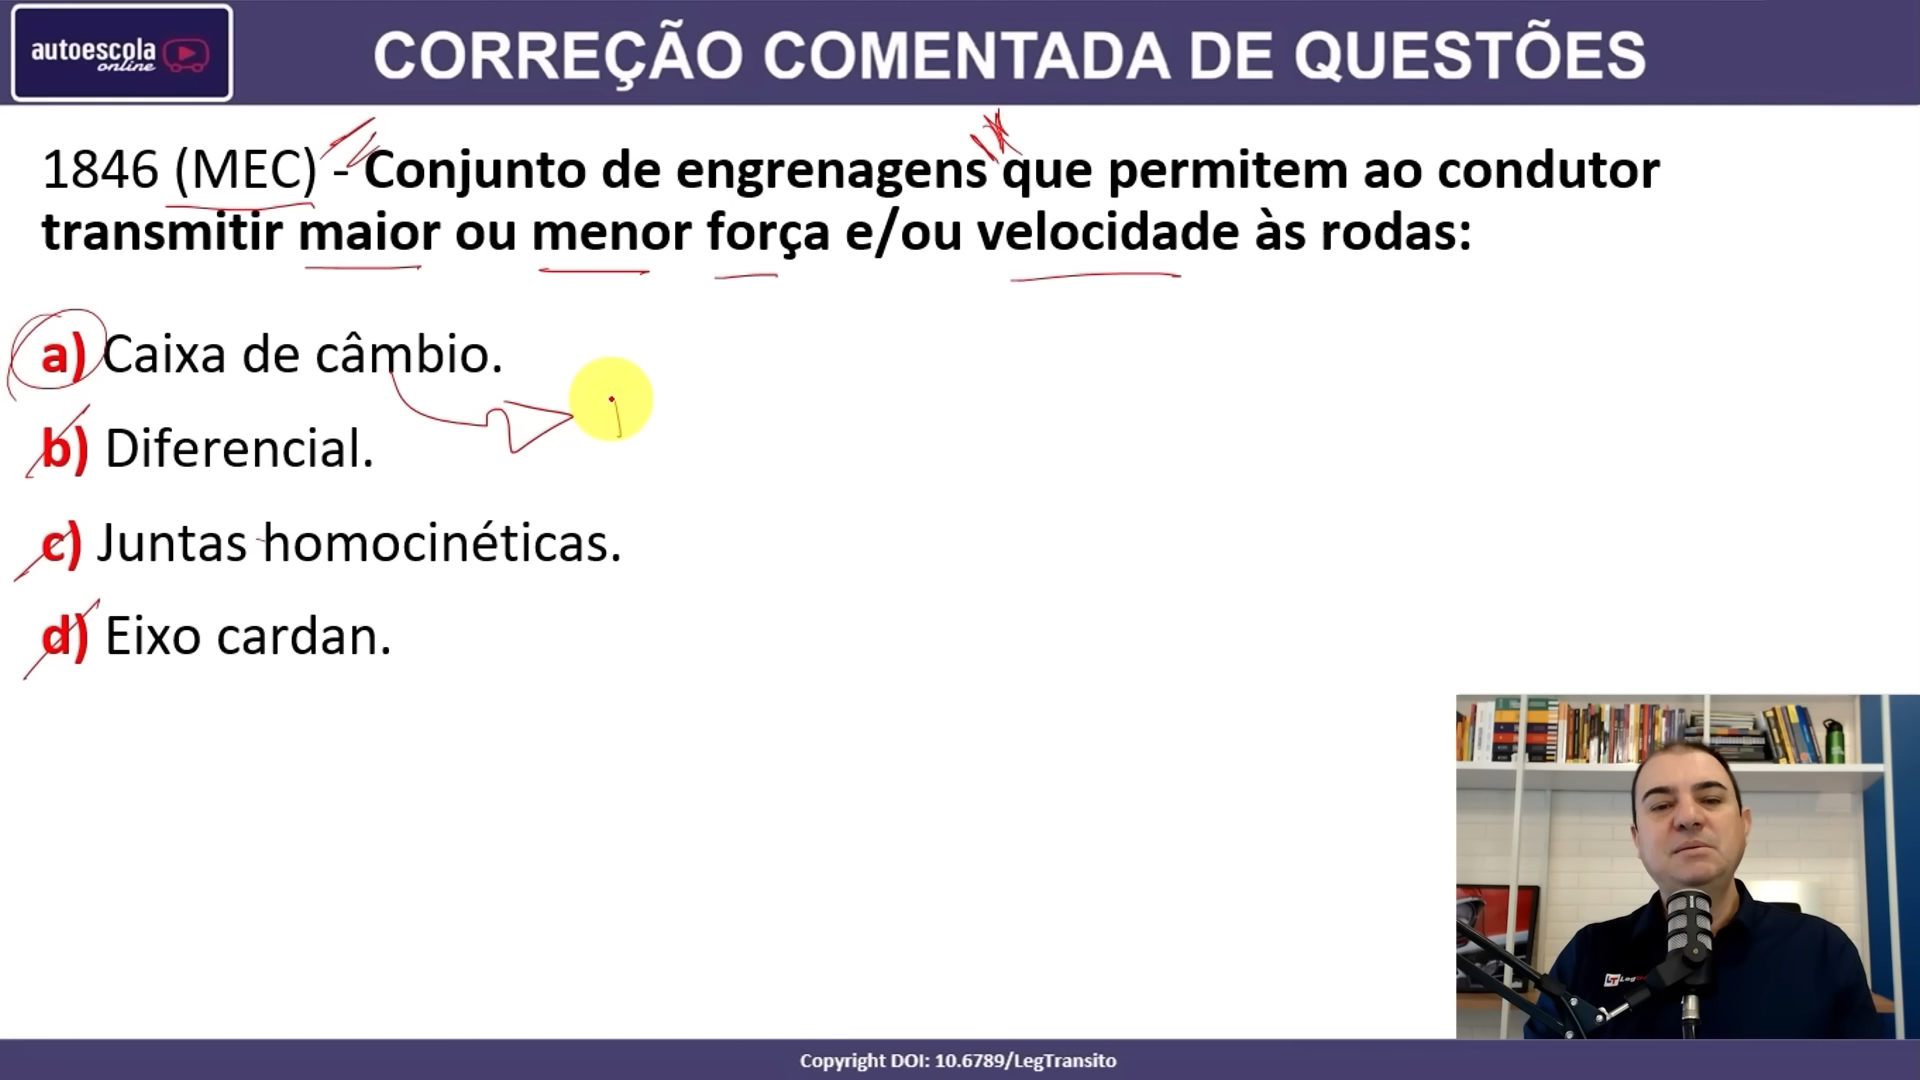 autoescola
online
CORREÇÃO COMENTADA DE QUESTÕES
1846 (MEC) - Conjunto de engrenagens que permitem ao condutor
transmitir maior ou menor força e/ou velocidade às rodas:
a) Caixa de câmbio.
b) Diferencial.
c) Juntas homocinéticas.
d) Eixo cardan.
Copyright DOI: 10.6789/LegTransito